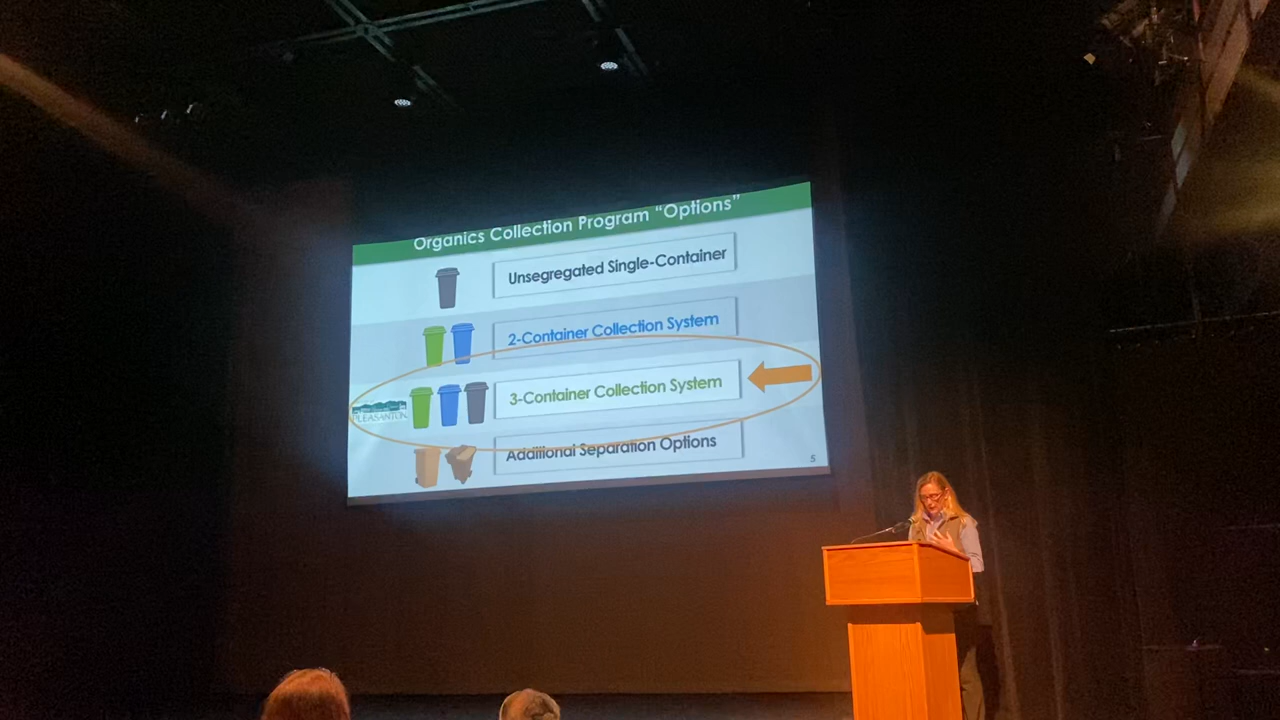 Organics Collection Program “Options”
Unsegregated Single-Container
2-Container Collection System
3-Container Collection System
PLEASANTON
Additional Separation Options
5